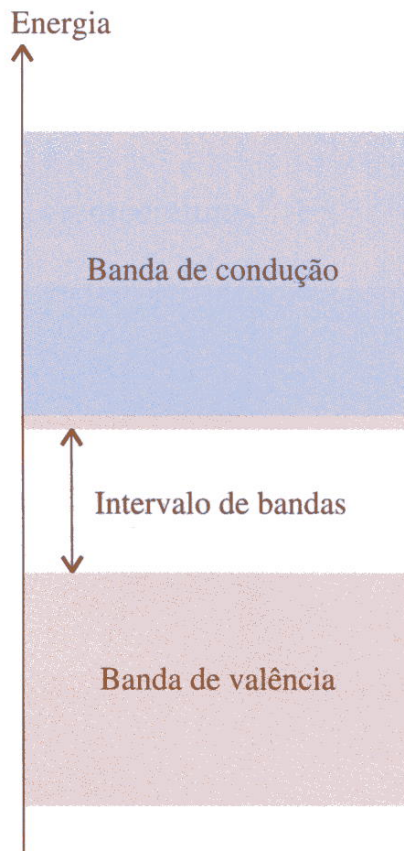 Energia
Banda de condução
Intervalo de bandas
Banda de valência